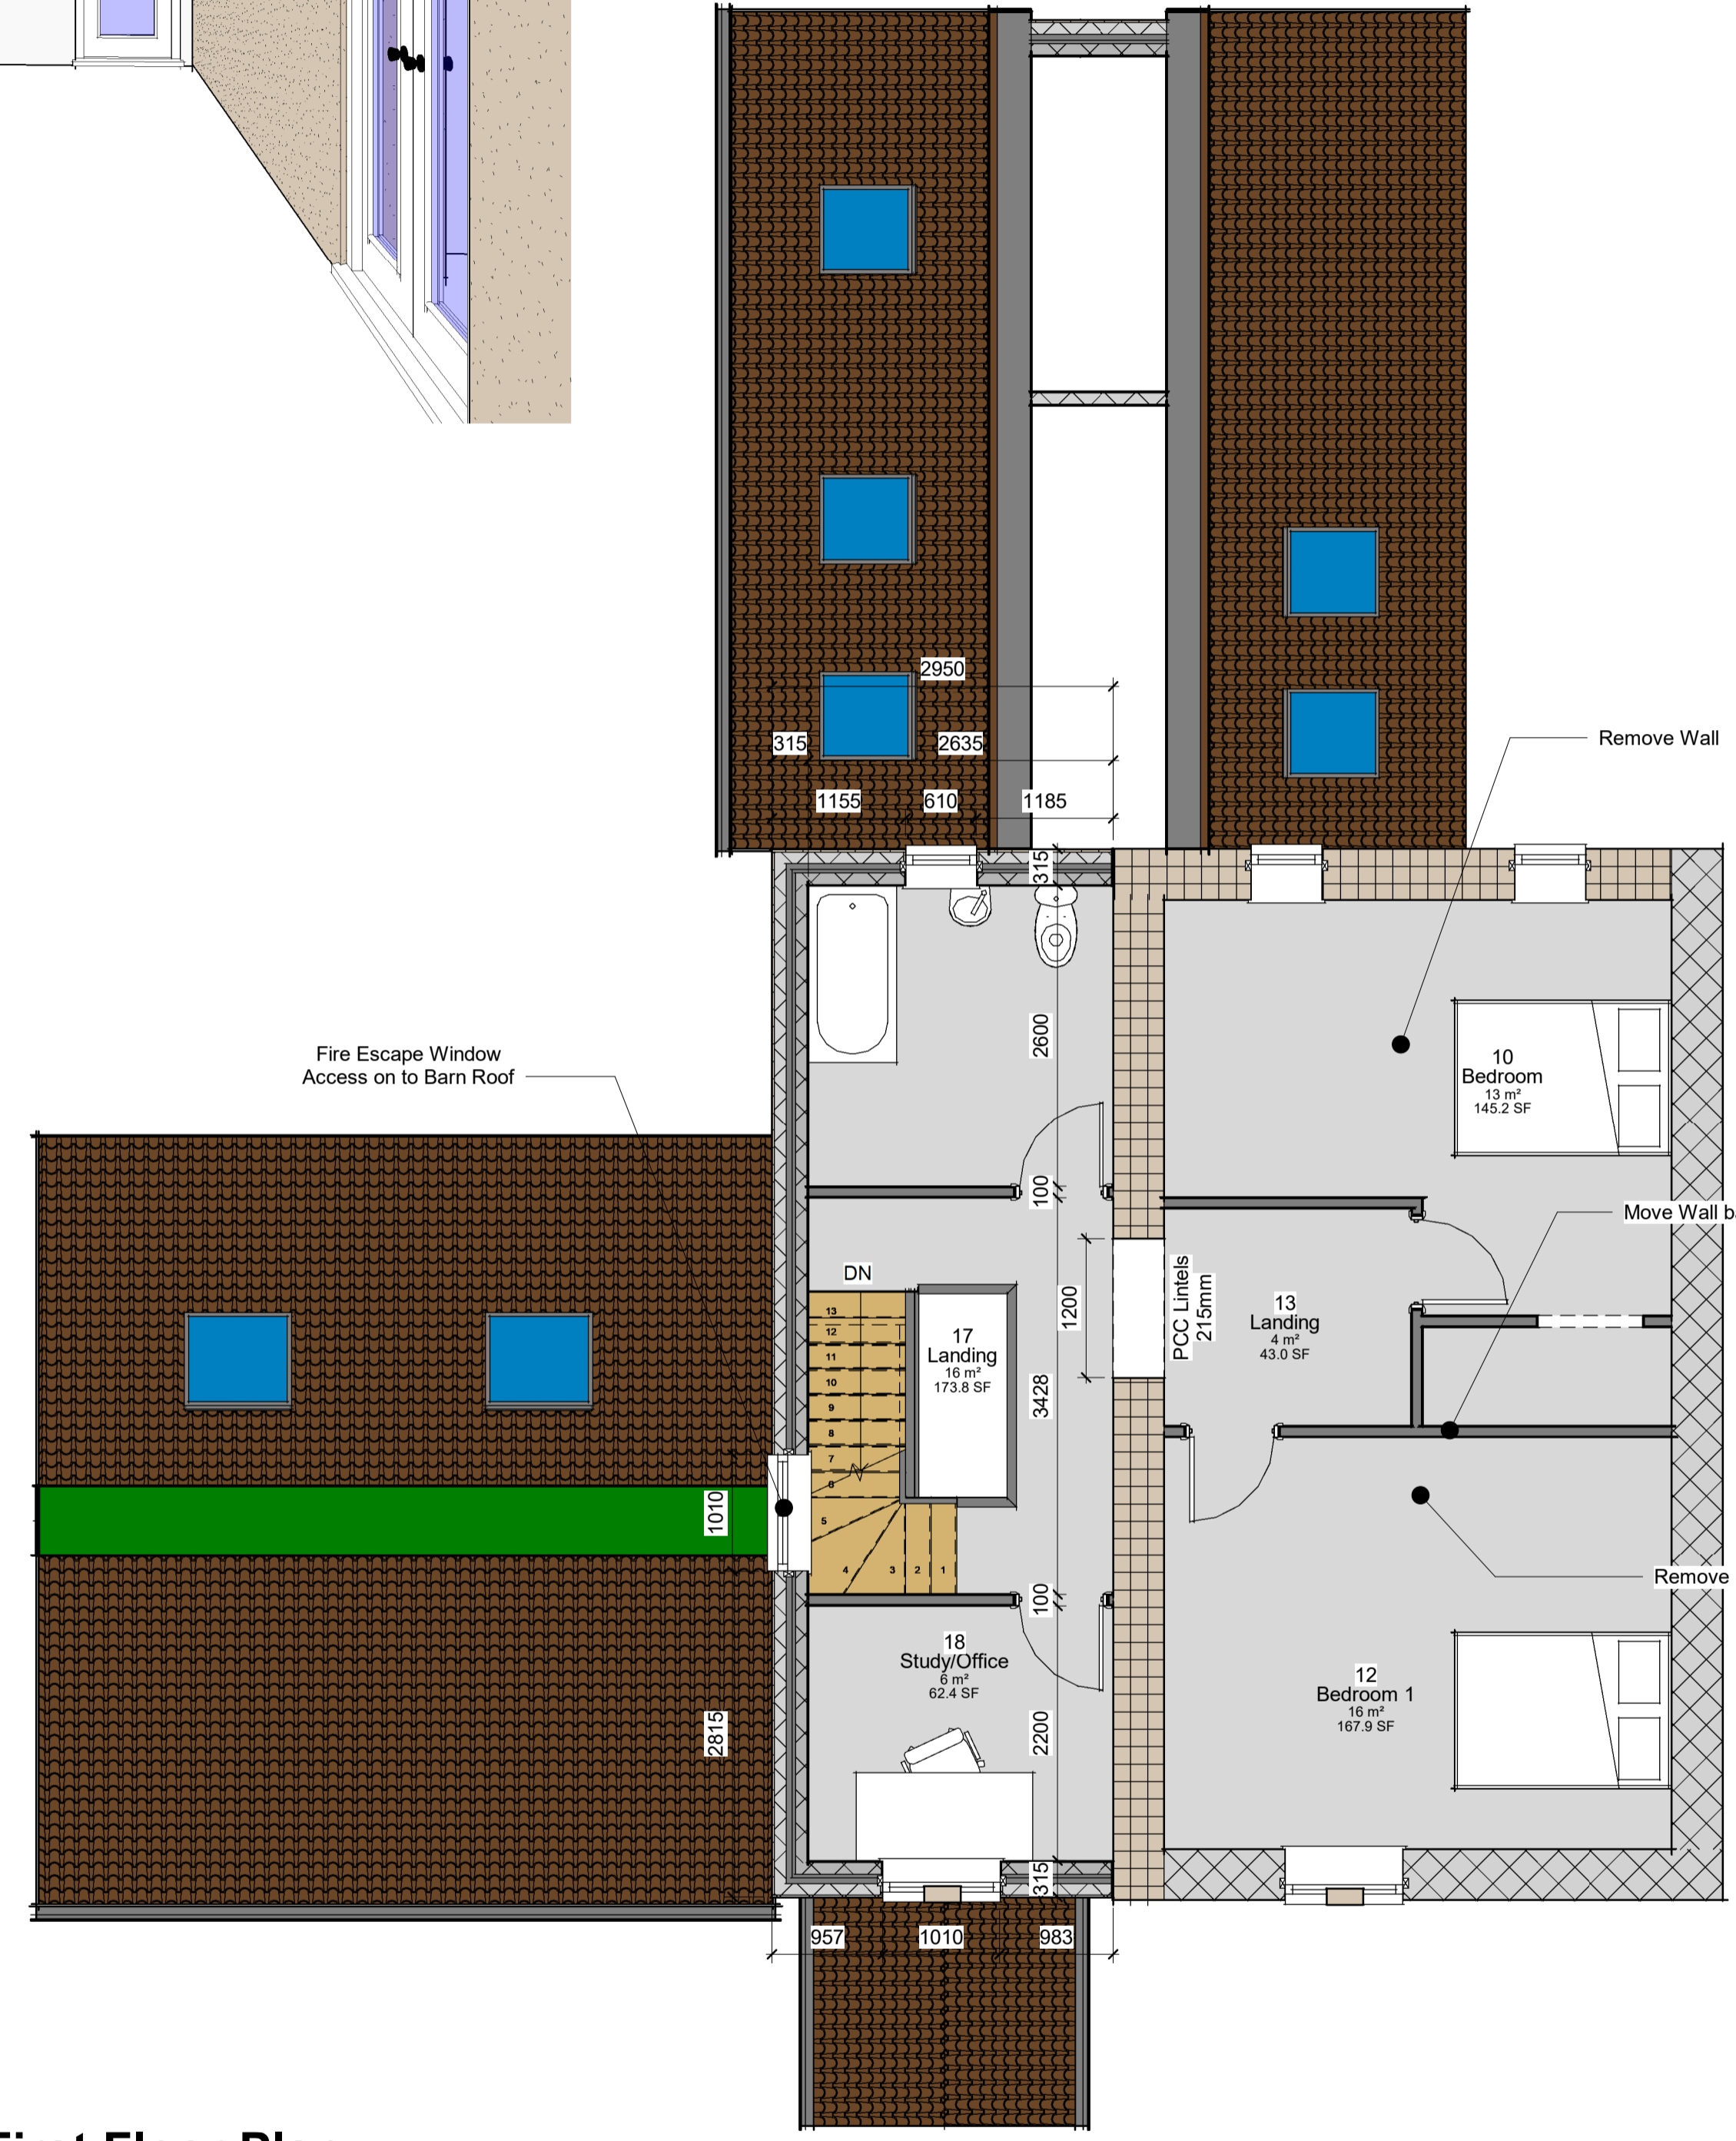 2950
315
2635
1155
610
1185
315
Remove Wall
2600
Fire Escape Window
Access on to Barn Roof
10
Bedroom
13 m²
145.2 SF
100
Move Wall b
DN
1200
PCC Lintels
215mm
13
Landing
4 m²
43.0 SF
17
Landing
16 m²
173.8 SF
3428
13
12
11
10
9
8
7
6
5
4
3
2
1
1010
100
Remove
18
Study/Office
6 m²
62.4 SF
12
Bedroom 1
16 m²
167.9 SF
2815
2200
315
957
1010
983
First Floor Plan